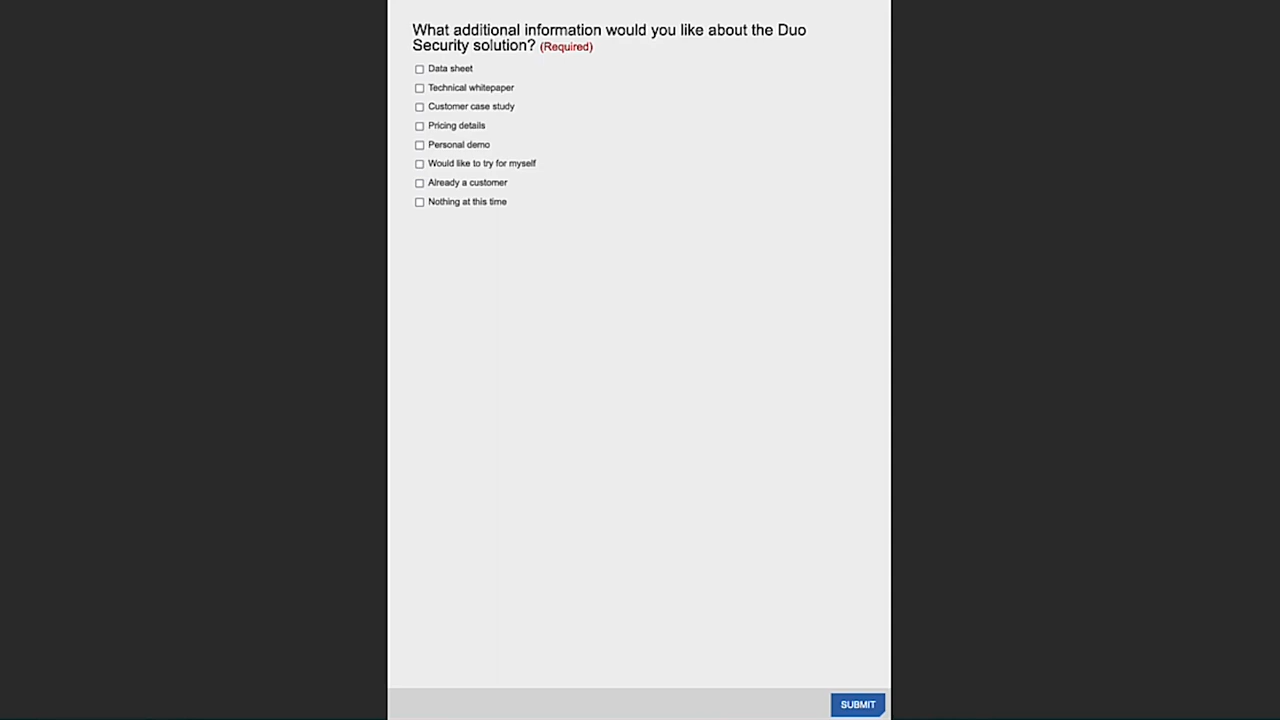 What additional information would you like about the Duo
Security solution? (Required)
Data sheet
Technical whitepaper
Customer case study
Pricing details
Personal demo
Would like to try for myself
Already a customer
Nothing at this time
SUBMIT